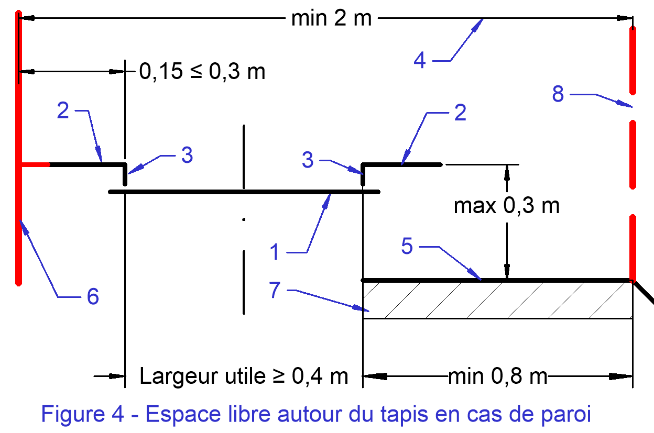 min 2 m
4
0,15 ≤ 0,3 m
8
2
2
3
3
max 0,3 m
1
5
6
7
Largeur utile ≥ 0,4 m
min 0,8 m
Figure 4 - Espace libre autour du tapis en cas de paroi